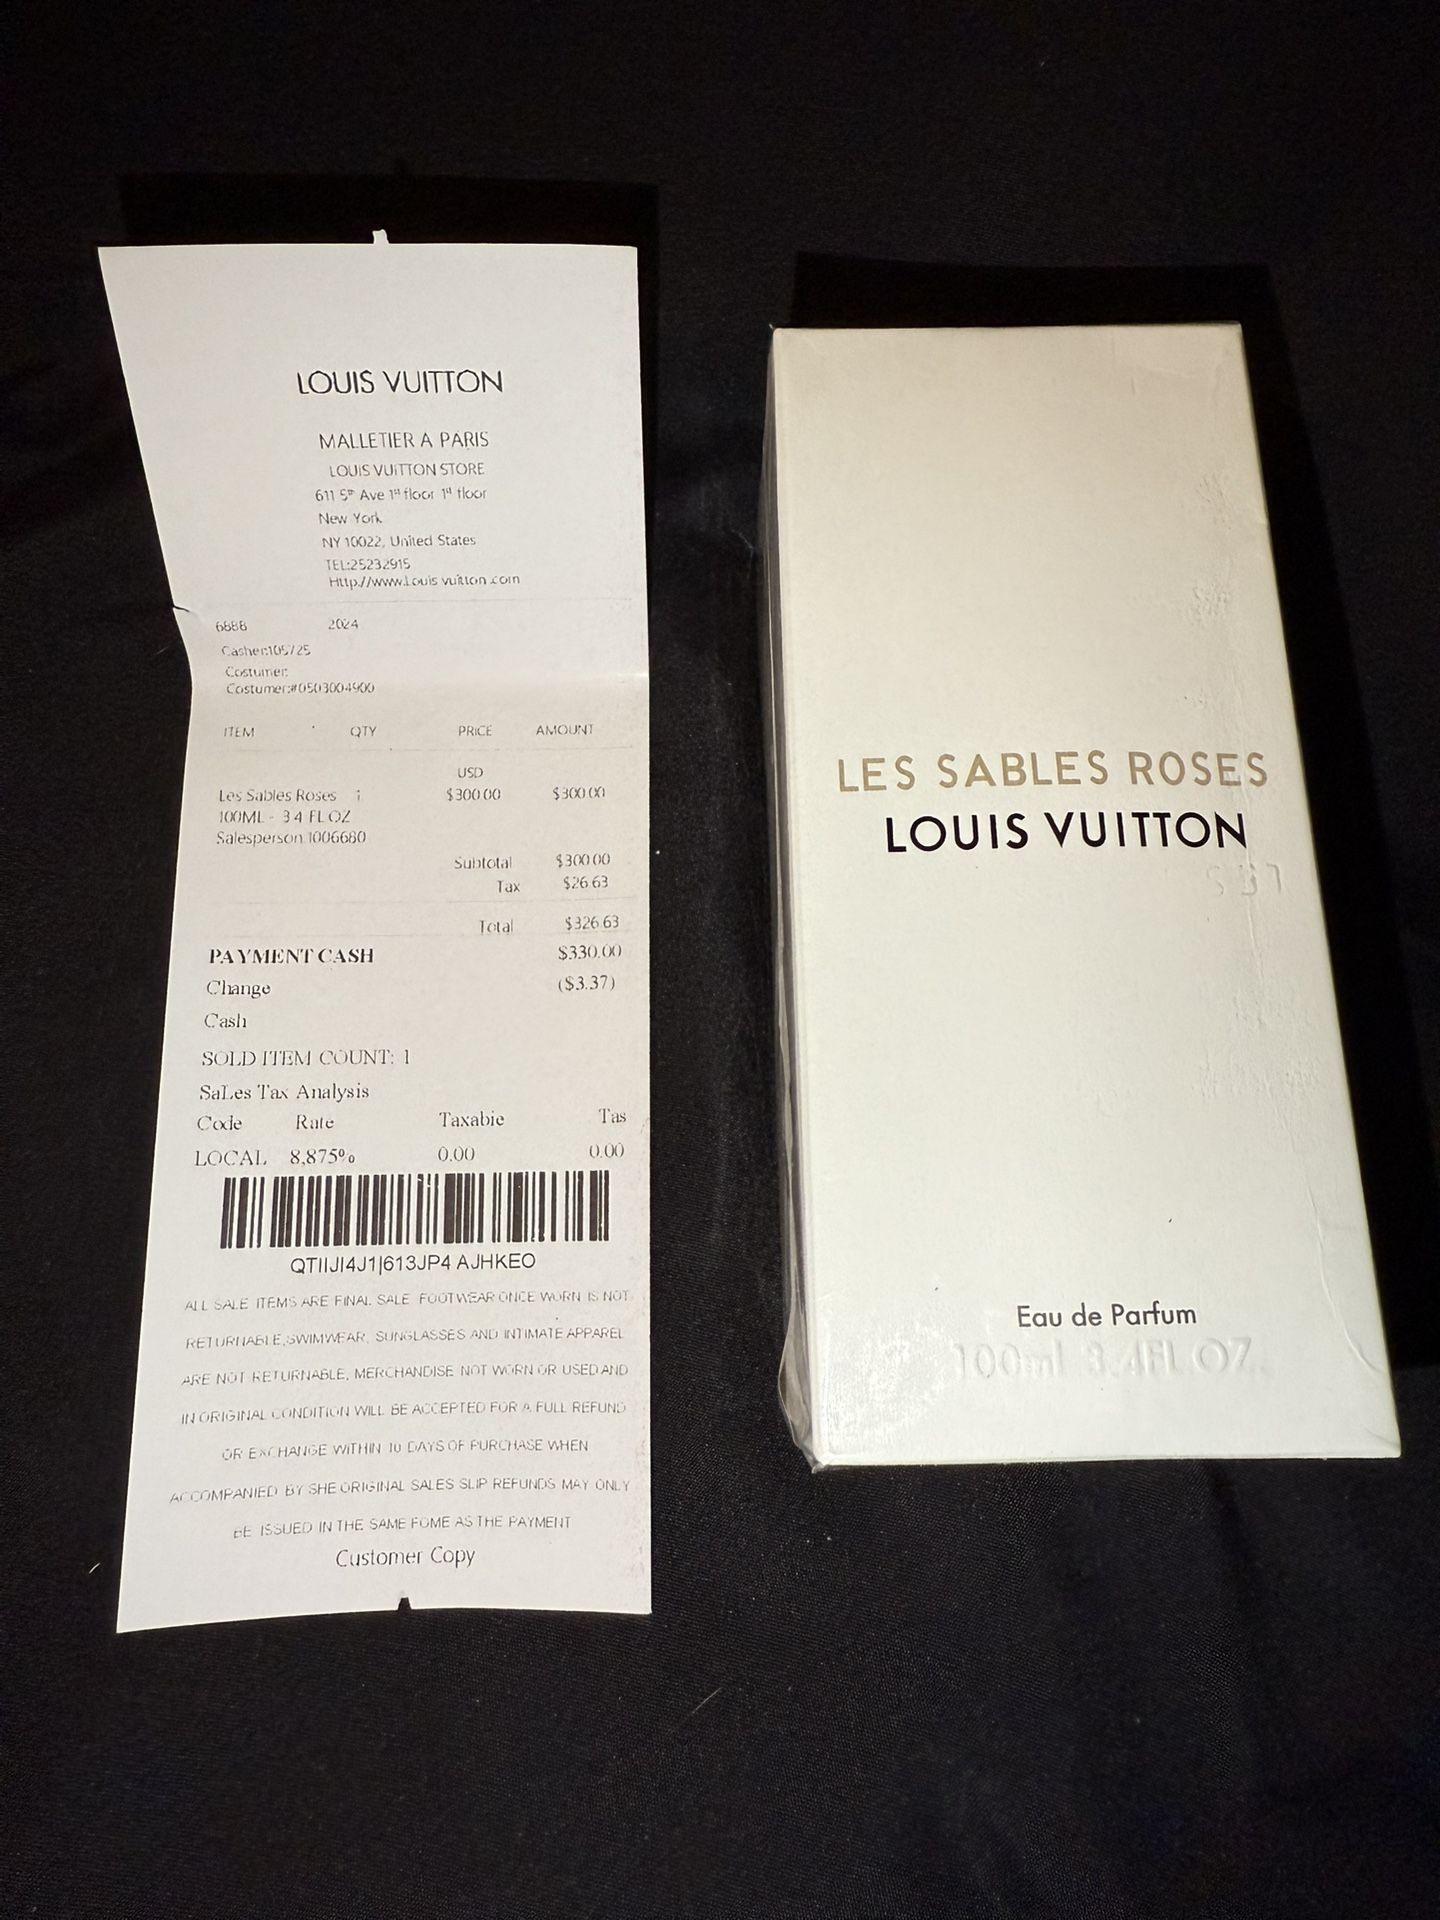 LOUIS VUITTON
MALLETIER A PARIS
LOUIS VUITTON STORE
611 5th Ave 1st floor 1st floor
New York
NY 10022, United States
TEL:25232915
Http://www.Louis vuitton.com
6888 2024
Casher:105725
Costumer:
Costumer:#0503004900
ITEM QTY PRICE AMOUNT
USD
Les Sables Roses 1 $300.00 $300.00
100ML - 3.4 FL OZ
Salesperson 1006680
Subtotal $300.00
Tax $26.63
Total $326.63
PAYMENT CASH $330.00
Change ($3.37)
Cash
SOLD ITEM COUNT: 1
SaLes Tax Analysis
Code Rate Taxabie Tas
LOCAL 8,875% 0.00 0.00
QTIIJI4J1|613JP4 AJHKEO
ALL SALE ITEMS ARE FINAL SALE FOOTWEAR ONCE WORN IS NOT
RETURNABLE,SWIMWEAR, SUNGLASSES AND INTIMATE APPAREL
ARE NOT RETURNABLE, MERCHANDISE NOT WORN OR USED AND
IN ORIGINAL CONDITION WILL BE ACCEPTED FOR A FULL REFUND
OR EXCHANGE WITHIN 10 DAYS OF PURCHASE WHEN
ACCOMPANIED BY SHE ORIGINAL SALES SLIP REFUNDS MAY ONLY
BE ISSUED IN THE SAME FOME AS THE PAYMENT
Customer Copy
LES SABLES ROSES
LOUIS VUITTON
Eau de Parfum
100ml 3.4FL.OZ.